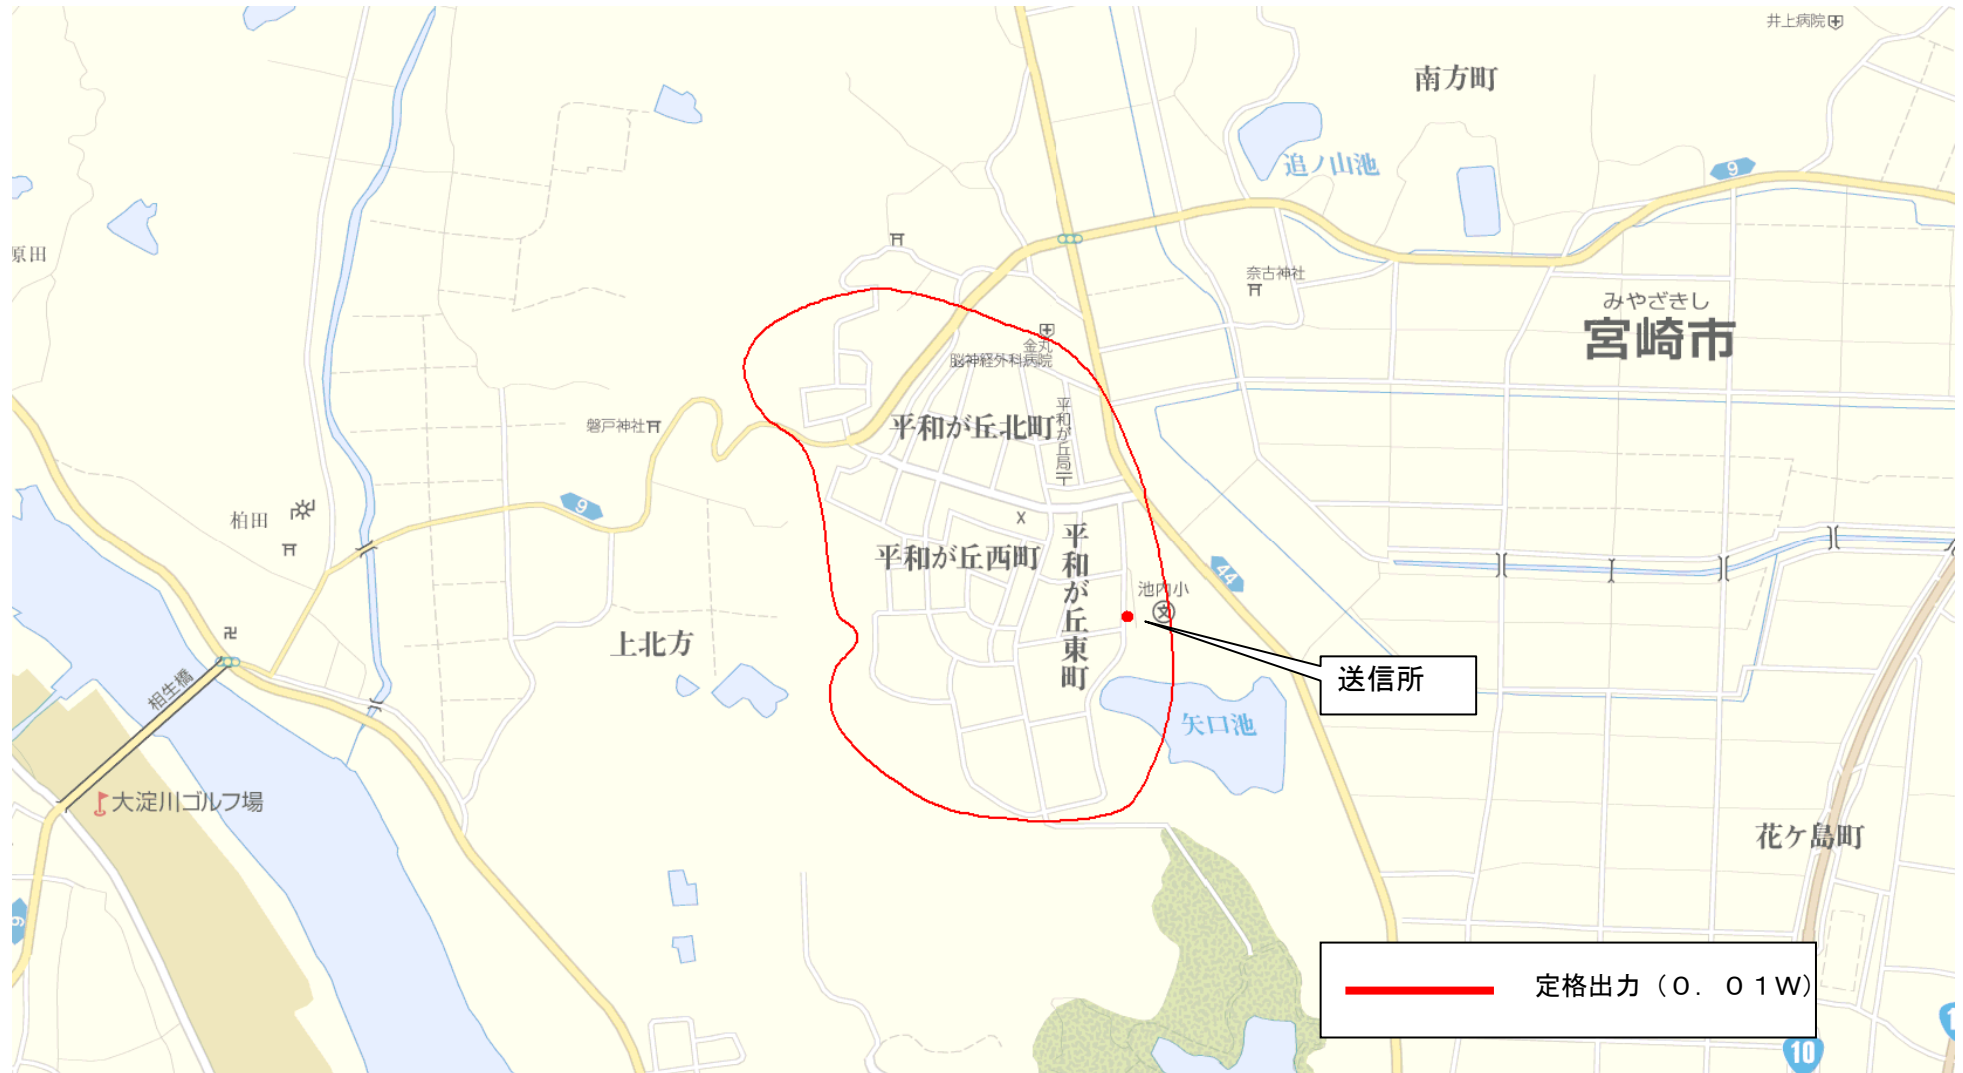 井上病院
南方町
追ノ山池
9
原田
奈古神社
みやざきし
宮崎市
金丸
脳神経外科病院
平和が丘北町
平和が丘局
磐戸神社
9
柏田
平和が丘西町
平和が丘東町
44
池内小
文
上北方
送信所
相生橋
矢口池
大淀川ゴルフ場
花ケ島町
9
定格出力（０．０１Ｗ）
10